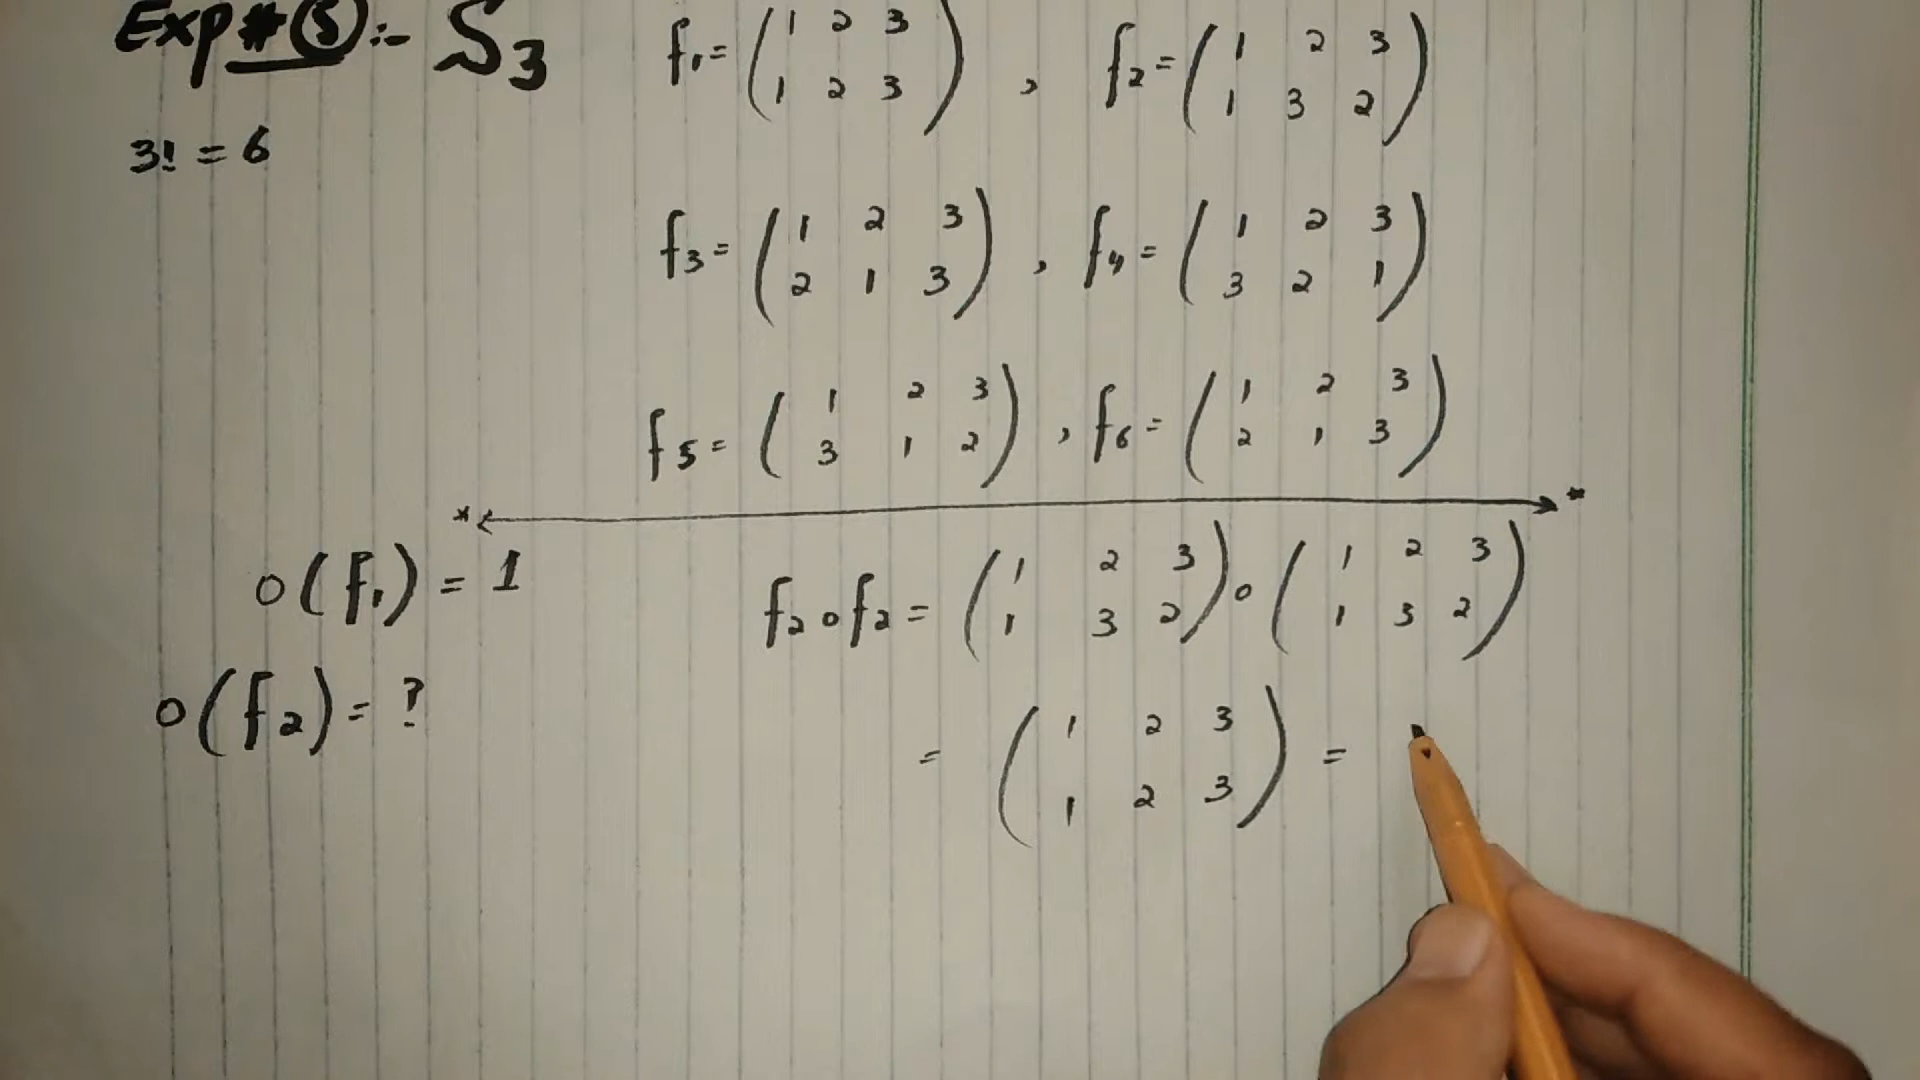 Exp#(5):- S3 f1=(1 2 3 , f2=(1 2 3
1 2 3) 1 3 2)
3! = 6
f3=(1 2 3 , f4=(1 2 3
2 1 3) 3 2 1)
f5=(1 2 3 , f6=(1 2 3
3 1 2) 2 1 3)
* *
o(f1) = 1 f2 o f2 = (1 2 3 o (1 2 3
1 3 2) 1 3 2)
o(f2) = ? = (1 2 3 =
1 2 3)